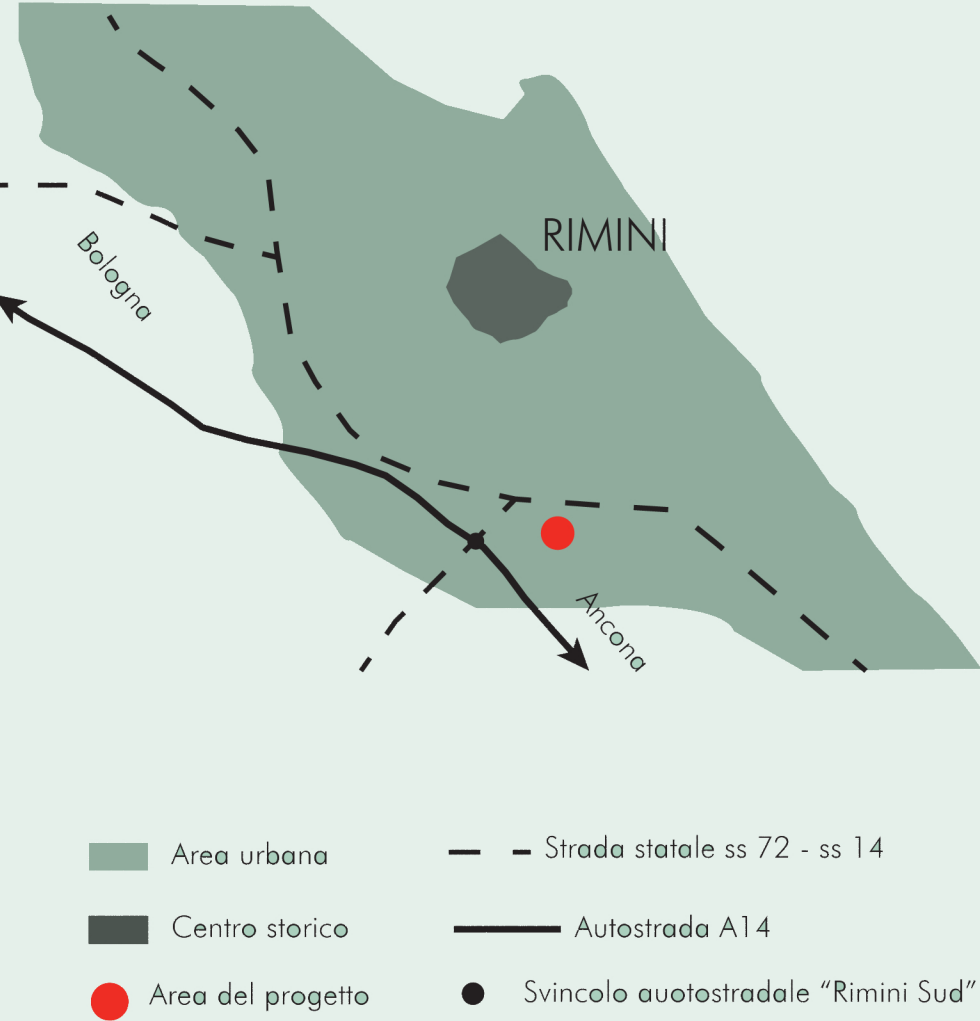 RIMINI
Bologna
Ancona
Area urbana
Strada statale ss 72 - ss 14
Centro storico
Autostrada A14
Area del progetto
Svincolo auotostradale “Rimini Sud”